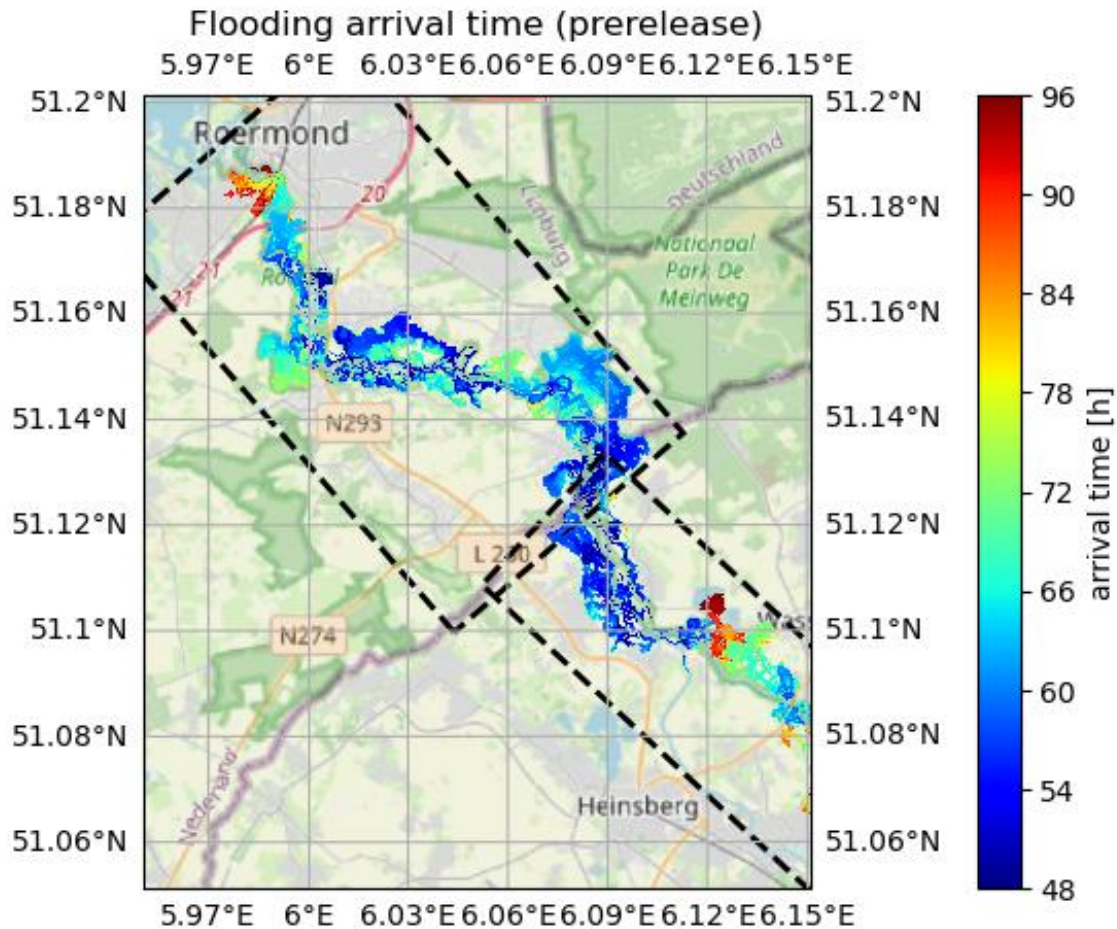 Flooding arrival time (prerelease)
5.97°E 6°E 6.03°E 6.06°E 6.09°E 6.12°E 6.15°E
51.2°N 51.2°N 96
Roermond
Deutschland
20
51.18°N 51.18°N 90
Limburg
Nationaal
Park De
Meinweg
21
21
51.16°N 51.16°N 84
78
51.14°N 51.14°N
N293
72
51.12°N 51.12°N
66
N274
51.1°N 51.1°N
60
51.08°N 51.08°N
54
Heinsberg
51.06°N 51.06°N
48
arrival time [h]
5.97°E 6°E 6.03°E 6.06°E 6.09°E 6.12°E 6.15°E